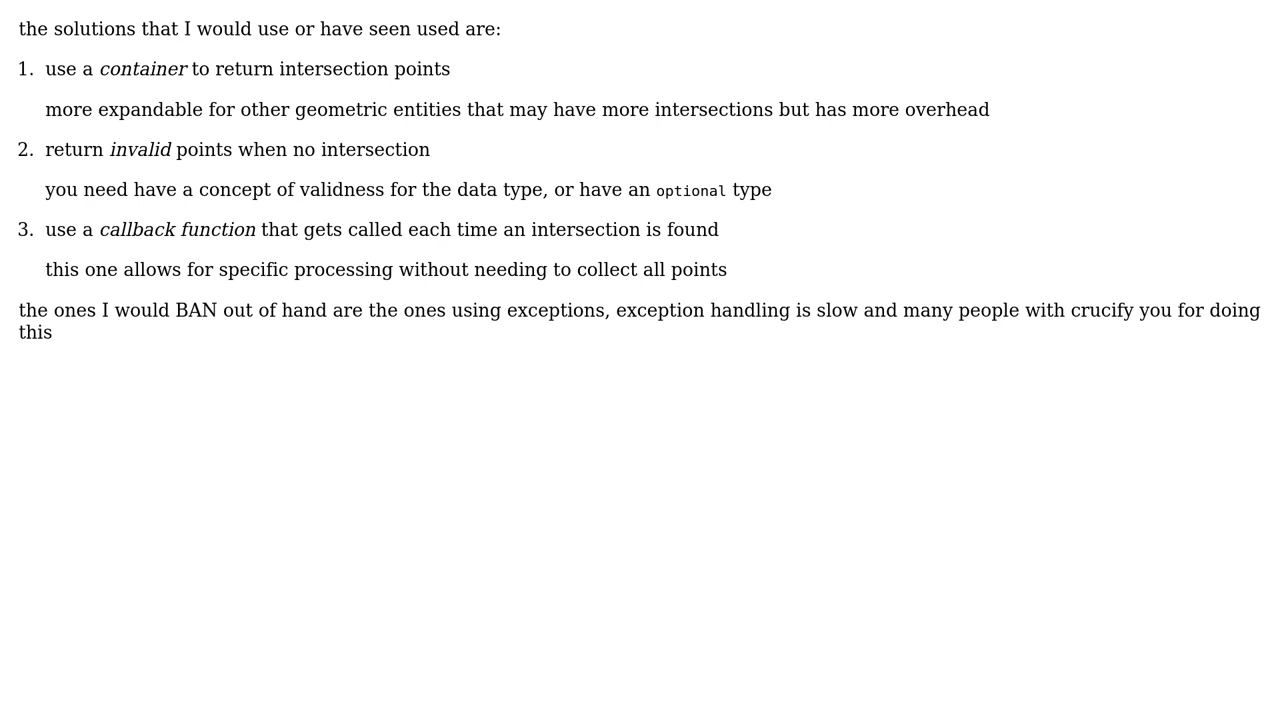 the solutions that I would use or have seen used are:
1. use a container to return intersection points
more expandable for other geometric entities that may have more intersections but has more overhead
2. return invalid points when no intersection
you need have a concept of validness for the data type, or have an optional type
3. use a callback function that gets called each time an intersection is found
this one allows for specific processing without needing to collect all points
the ones I would BAN out of hand are the ones using exceptions, exception handling is slow and many people with crucify you for doing
this